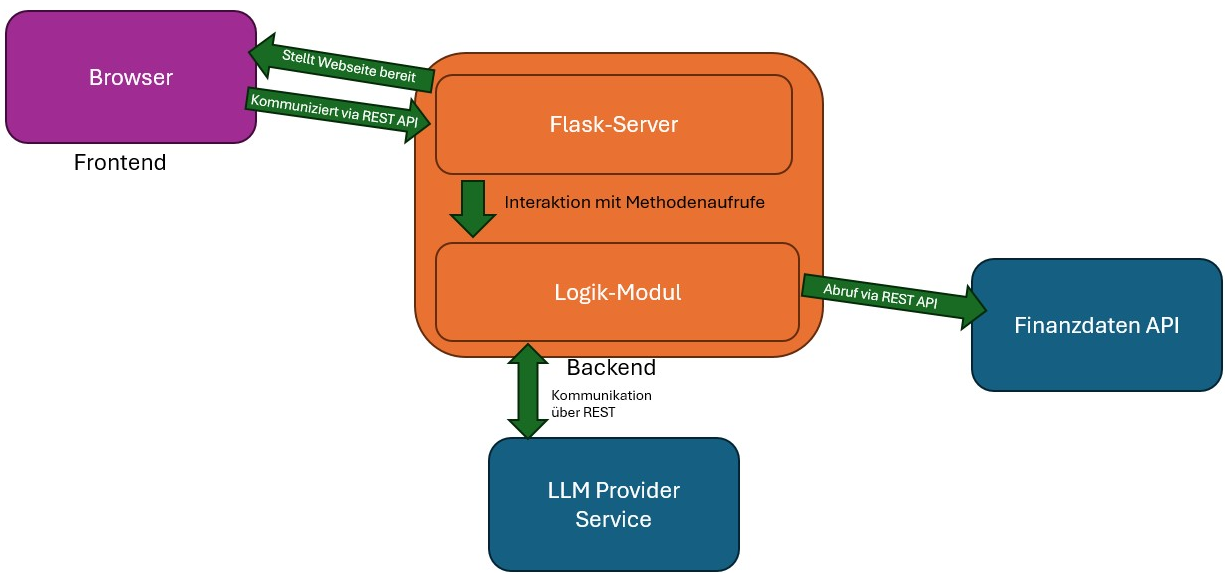 Browser
Stellt Webseite bereit
Kommuniziert via REST API
Frontend
Flask-Server
Interaktion mit Methodenaufrufe
Logik-Modul
Abruf via REST API
Finanzdaten API
Backend
Kommunikation
über REST
LLM Provider
Service